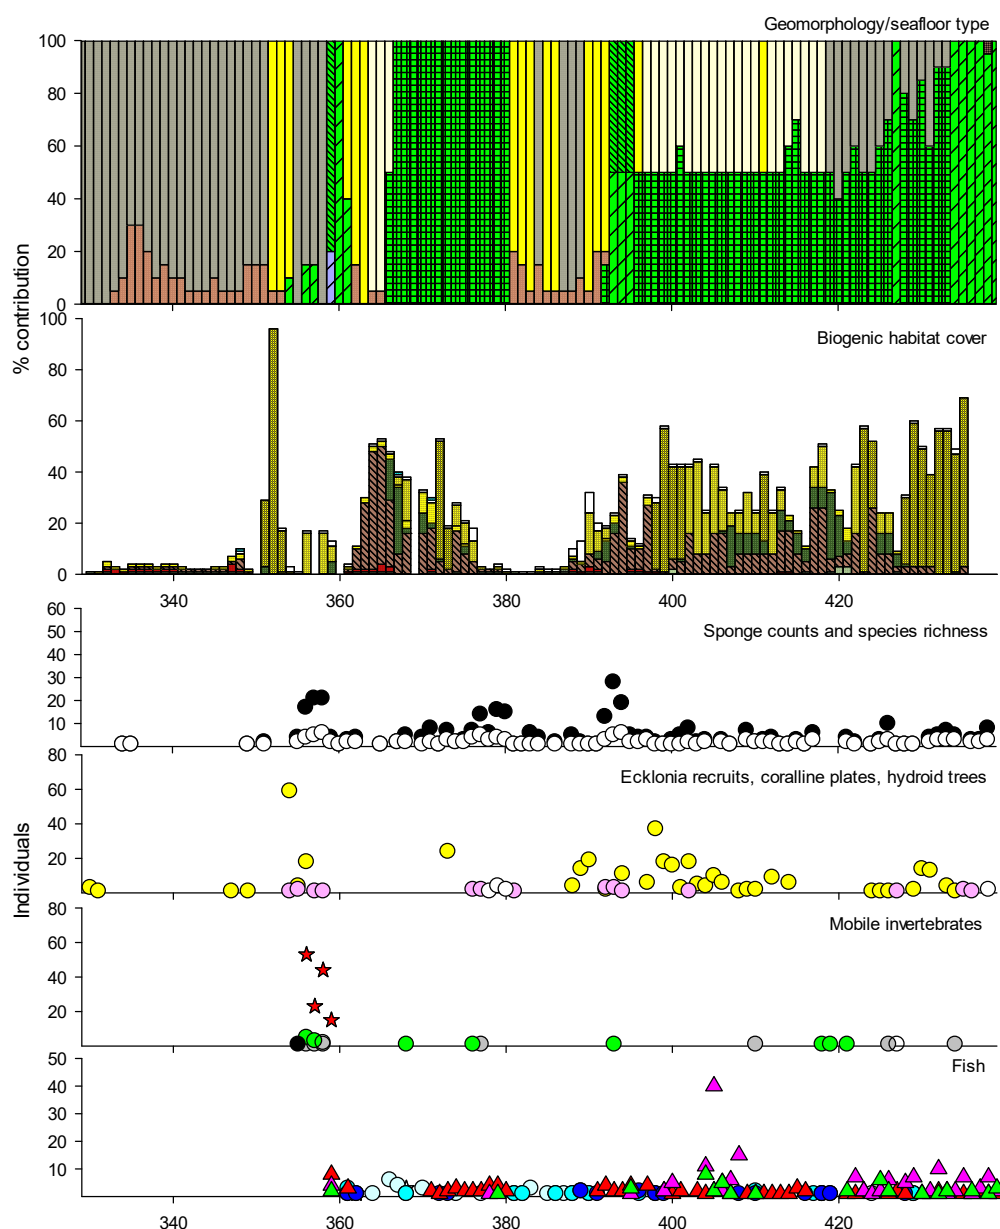 Geomorphology/seafloor type
100
80
60
40
20
0
340 360 380 400 420
% contribution
Biogenic habitat cover
100
80
60
40
20
0
340 360 380 400 420
Sponge counts and species richness
60
50
40
30
20
10
Ecklonia recruits, coralline plates, hydroid trees
80
60
40
20
Individuals
Mobile invertebrates
80
60
40
20
Fish
50
40
30
20
10
340 360 380 400 420